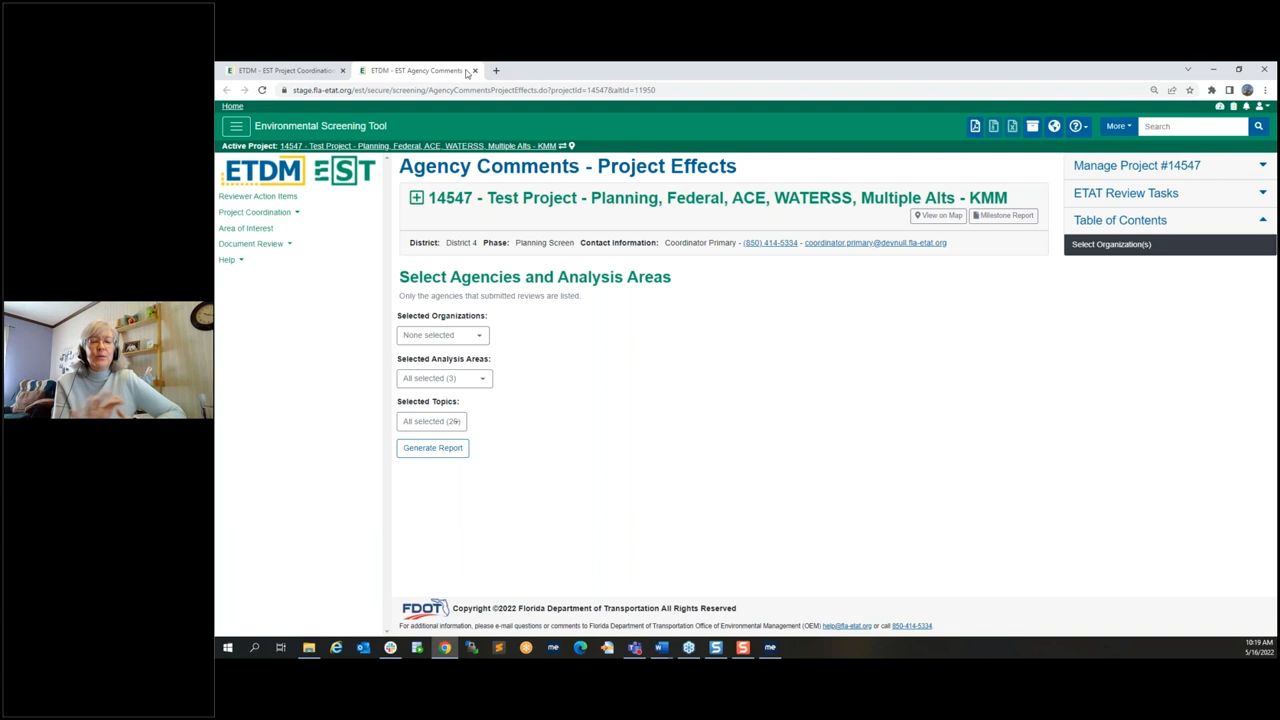 ETDM - EST Project Coordination
ETDM - EST Agency Comments
stage.fla-etat.org/est/secure/screening/AgencyCommentsProjectEffects.do?projectId=14547&aitId=11950
Home
Environmental Screening Tool
More
Search
Active Project: 14547 - Test Project - Planning, Federal, ACE, WATERSS, Multiple Alts - KMM
ETDM EST
Reviewer Action Items
Project Coordination
Area of Interest
Document Review
Help
Agency Comments - Project Effects
14547 - Test Project - Planning, Federal, ACE, WATERSS, Multiple Alts - KMM
View on Map
Milestone Report
District: District 4 Phase: Planning Screen Contact Information: Coordinator Primary - (850) 414-5334 - coordinator.primary@devnull.fla-etat.org
Select Agencies and Analysis Areas
Only the agencies that submitted reviews are listed.
Selected Organizations:
None selected
Selected Analysis Areas:
All selected (3)
Selected Topics:
All selected (26)
Generate Report
Manage Project #14547
ETAT Review Tasks
Table of Contents
Select Organization(s)
FDOT Copyright ©2022 Florida Department of Transportation All Rights Reserved
For additional information, please e-mail questions or comments to Florida Department of Transportation Office of Environmental Management (OEM) help@fla-etat.org or call 850-414-5334.
10:19 AM
5/16/2022